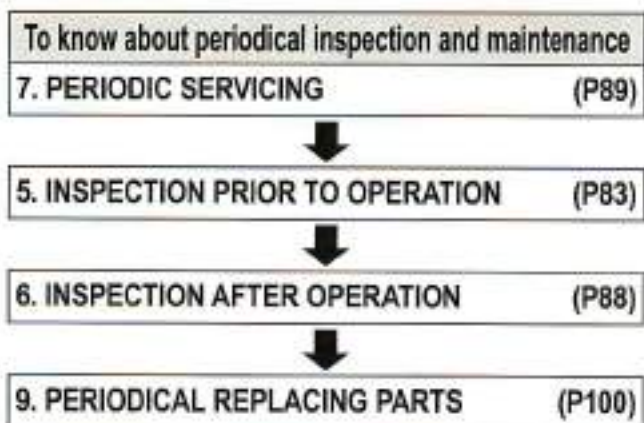 To know about periodical inspection and maintenance
7. PERIODIC SERVICING (P89)
5. INSPECTION PRIOR TO OPERATION (P83)
6. INSPECTION AFTER OPERATION (P88)
9. PERIODICAL REPLACING PARTS (P100)